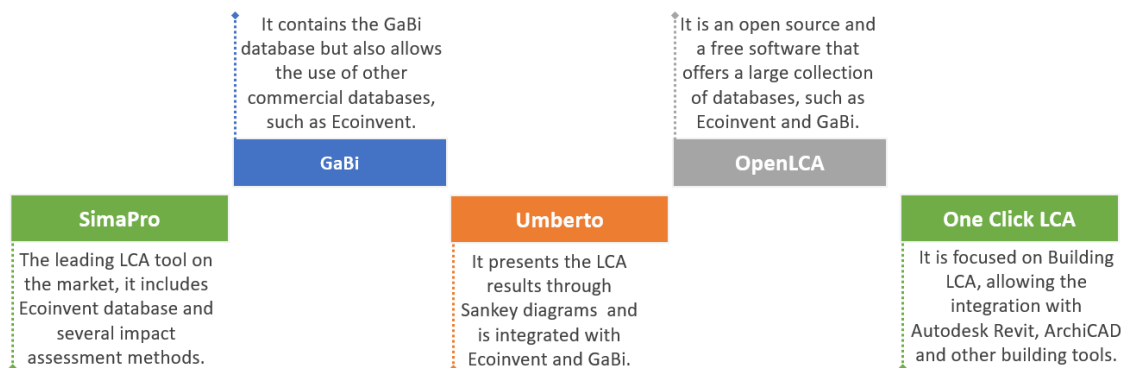 SimaPro
The leading LCA tool on
the market, it includes
Ecoinvent database and
several impact
assessment methods.
It contains the GaBi
database but also allows
the use of other
commercial databases,
such as Ecoinvent.
GaBi
Umberto
It presents the LCA
results through
Sankey diagrams and
is integrated with
Ecoinvent and GaBi.
It is an open source and
a free software that
offers a large collection
of databases, such as
Ecoinvent and GaBi.
OpenLCA
One Click LCA
It is focused on Building
LCA, allowing the
integration with
Autodesk Revit, ArchiCAD
and other building tools.